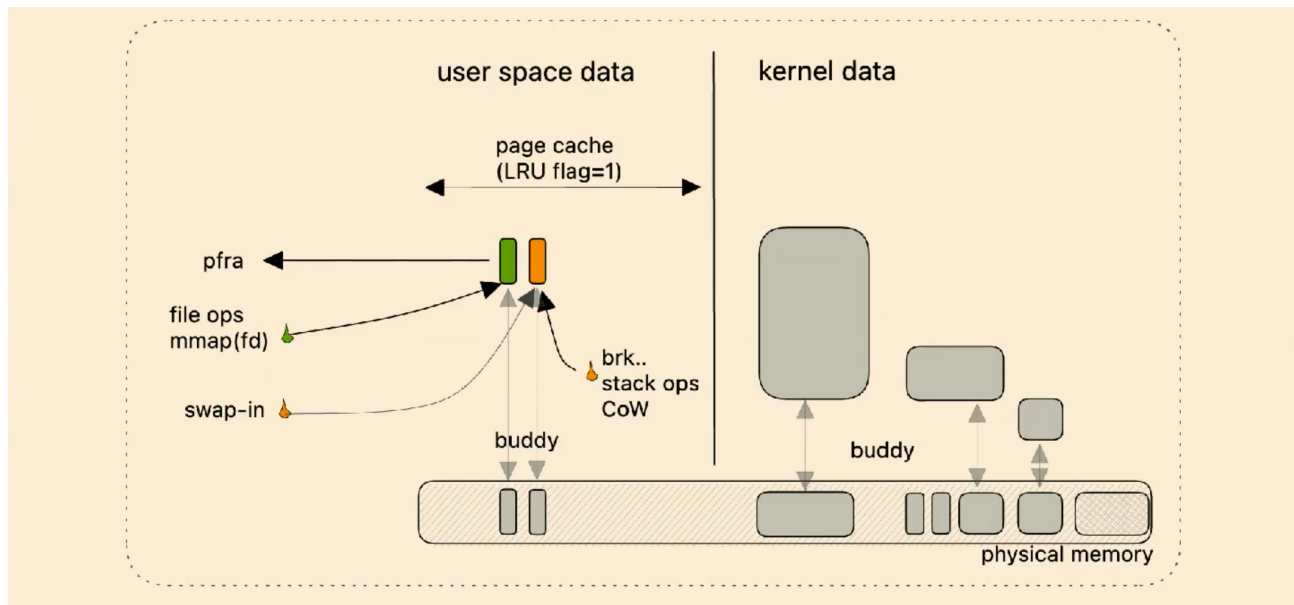 user space data
kernel data
page cache
(LRU flag=1)
pfra
file ops
mmap(fd)
brk..
stack ops
CoW
swap-in
buddy
buddy
physical memory